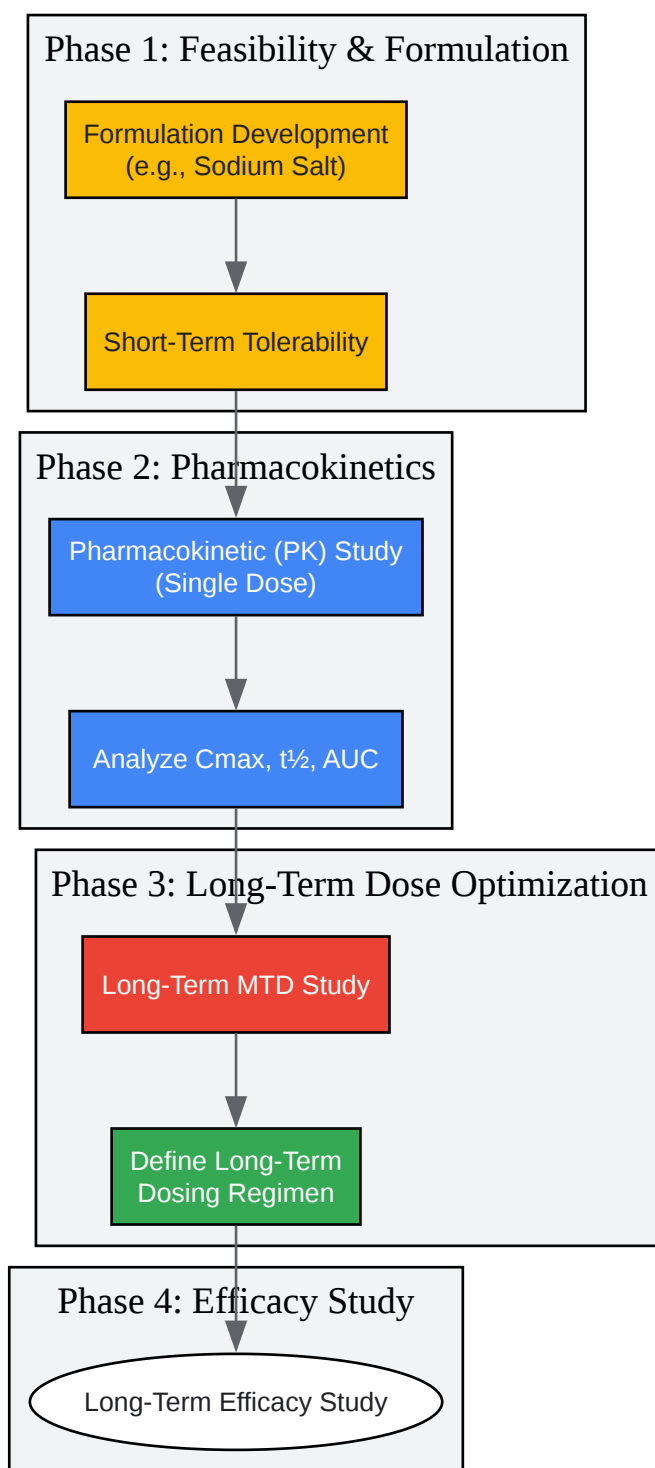 Phase 1: Feasibility & Formulation
Formulation Development
(e.g., Sodium Salt)
Short-Term Tolerability
Phase 2: Pharmacokinetics
Pharmacokinetic (PK) Study
(Single Dose)
Analyze Cmax, t½, AUC
Phase 3: Long-Term Dose Optimization
Long-Term MTD Study
Define Long-Term
Dosing Regimen
Phase 4: Efficacy Study
Long-Term Efficacy Study